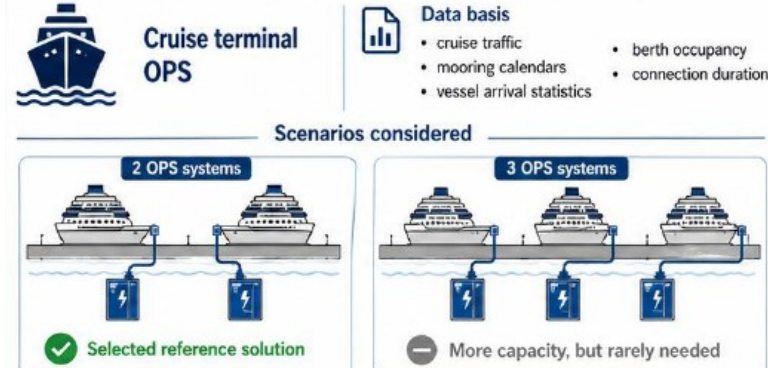 Cruise terminal
OPS
Data basis
• cruise traffic
• mooring calendars
• vessel arrival statistics
• berth occupancy
• connection duration
Scenarios considered
2 OPS systems
Selected reference solution
3 OPS systems
More capacity, but rarely needed